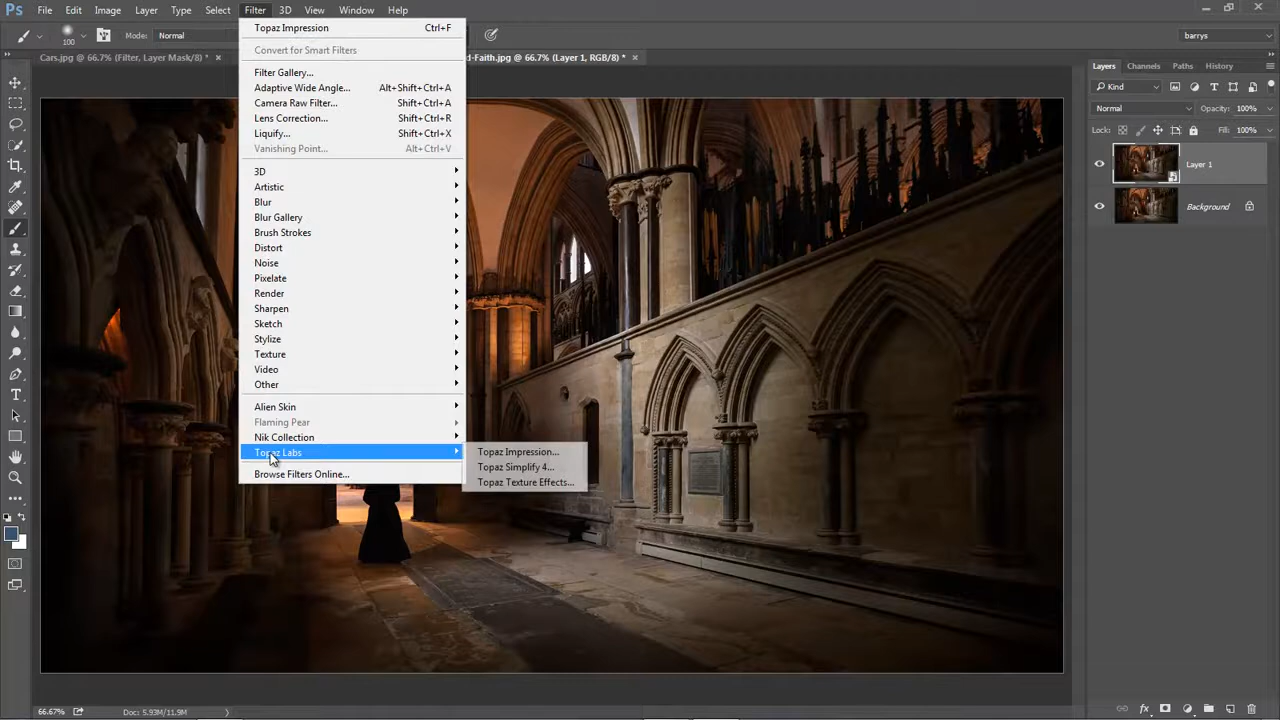 Ps File Edit Image Layer Type Select Filter 3D View Window Help
100 Mode: Normal barrys
Cars.jpg @ 66.7% (Filter, Layer Mask/8) * × d-Faith.jpg @ 66.7% (Layer 1, RGB/8) * ×
Topaz Impression Ctrl+F
Convert for Smart Filters
Filter Gallery...
Adaptive Wide Angle... Alt+Shift+Ctrl+A
Camera Raw Filter... Shift+Ctrl+A
Lens Correction... Shift+Ctrl+R
Liquify... Shift+Ctrl+X
Vanishing Point... Alt+Ctrl+V
3D
Artistic
Blur
Blur Gallery
Brush Strokes
Distort
Noise
Pixelate
Render
Sharpen
Sketch
Stylize
Texture
Video
Other
Alien Skin
Flaming Pear
Nik Collection
Topaz Labs
Browse Filters Online...
Topaz Impression...
Topaz Simplify 4...
Topaz Texture Effects...
Layers Channels Paths History
Kind
Normal Opacity: 100%
Lock: Fill: 100%
Layer 1
Background
66.67% Doc: 5.93M/11.9M